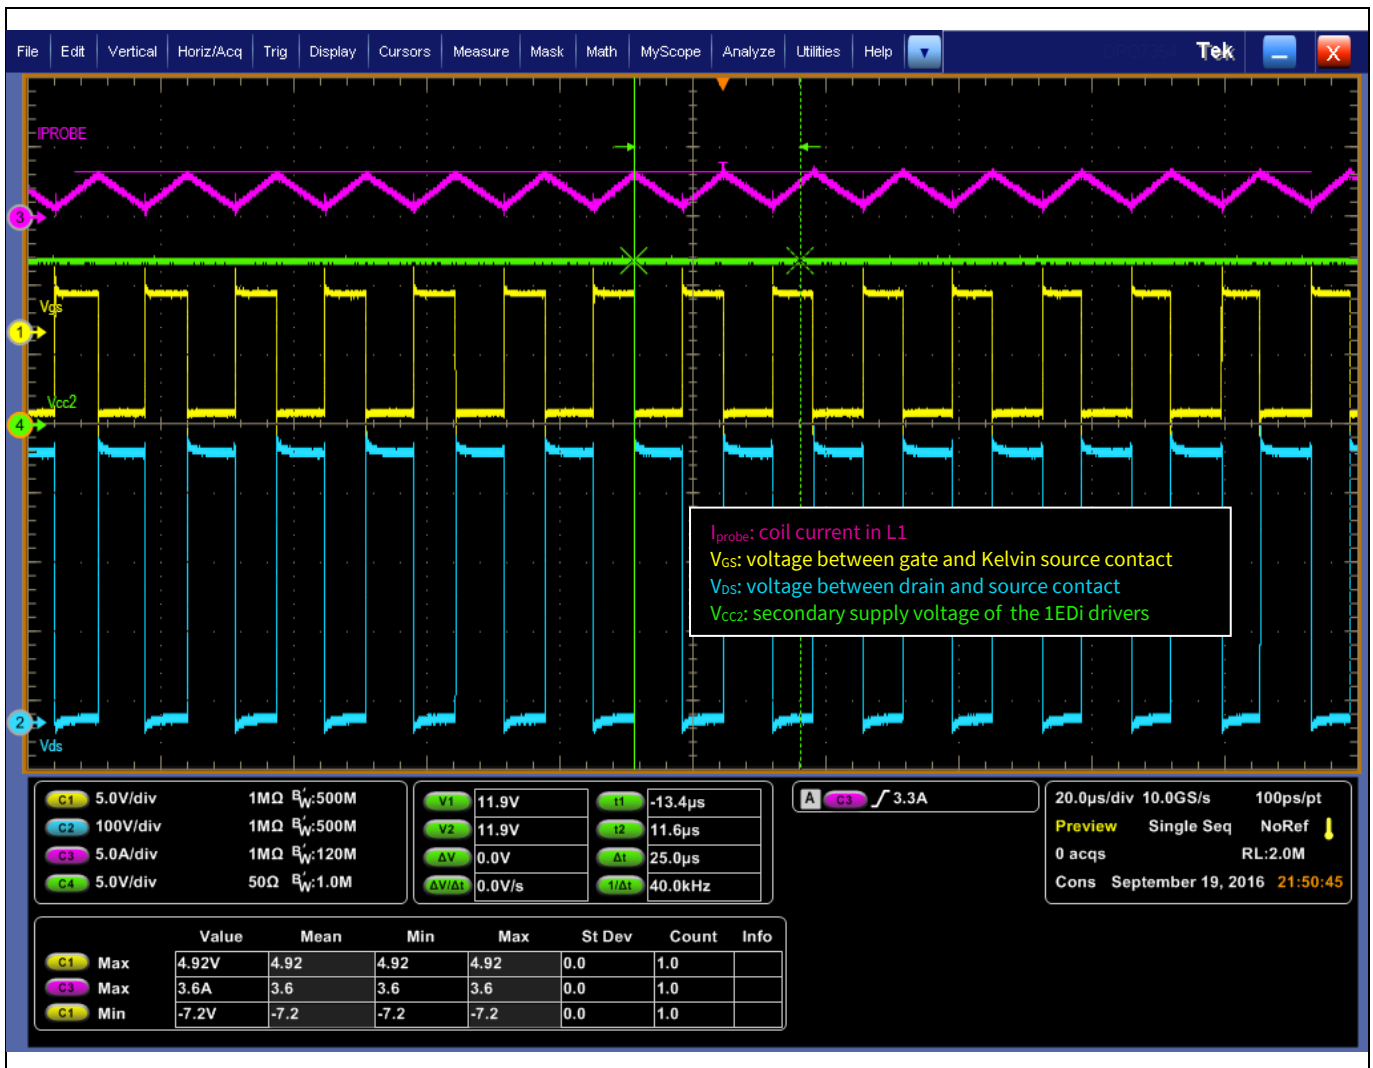 File Edit Vertical Horiz/Acq Trig Display Cursors Measure Mask Math MyScope Analyze Utilities Help Tek X
IPROBE
3
Vgs
1
Vcc2
4
Iprobe: coil current in L1
VGS: voltage between gate and Kelvin source contact
VDS: voltage between drain and source contact
VCC2: secondary supply voltage of the 1EDi drivers
2
Vds
C1 5.0V/div 1MΩ BW:500M
C2 100V/div 1MΩ BW:500M
C3 5.0A/div 1MΩ BW:120M
C4 5.0V/div 50Ω BW:1.0M
V1 11.9V t1 -13.4µs
V2 11.9V t2 11.6µs
ΔV 0.0V Δt 25.0µs
ΔV/Δt 0.0V/s 1/Δt 40.0kHz
A C3 3.3A
20.0µs/div 10.0GS/s 100ps/pt
Preview Single Seq NoRef
0 acqs RL:2.0M
Cons September 19, 2016 21:50:45
Value Mean Min Max St Dev Count Info
C1 Max 4.92V 4.92 4.92 4.92 0.0 1.0
C3 Max 3.6A 3.6 3.6 3.6 0.0 1.0
C1 Min -7.2V -7.2 -7.2 -7.2 0.0 1.0